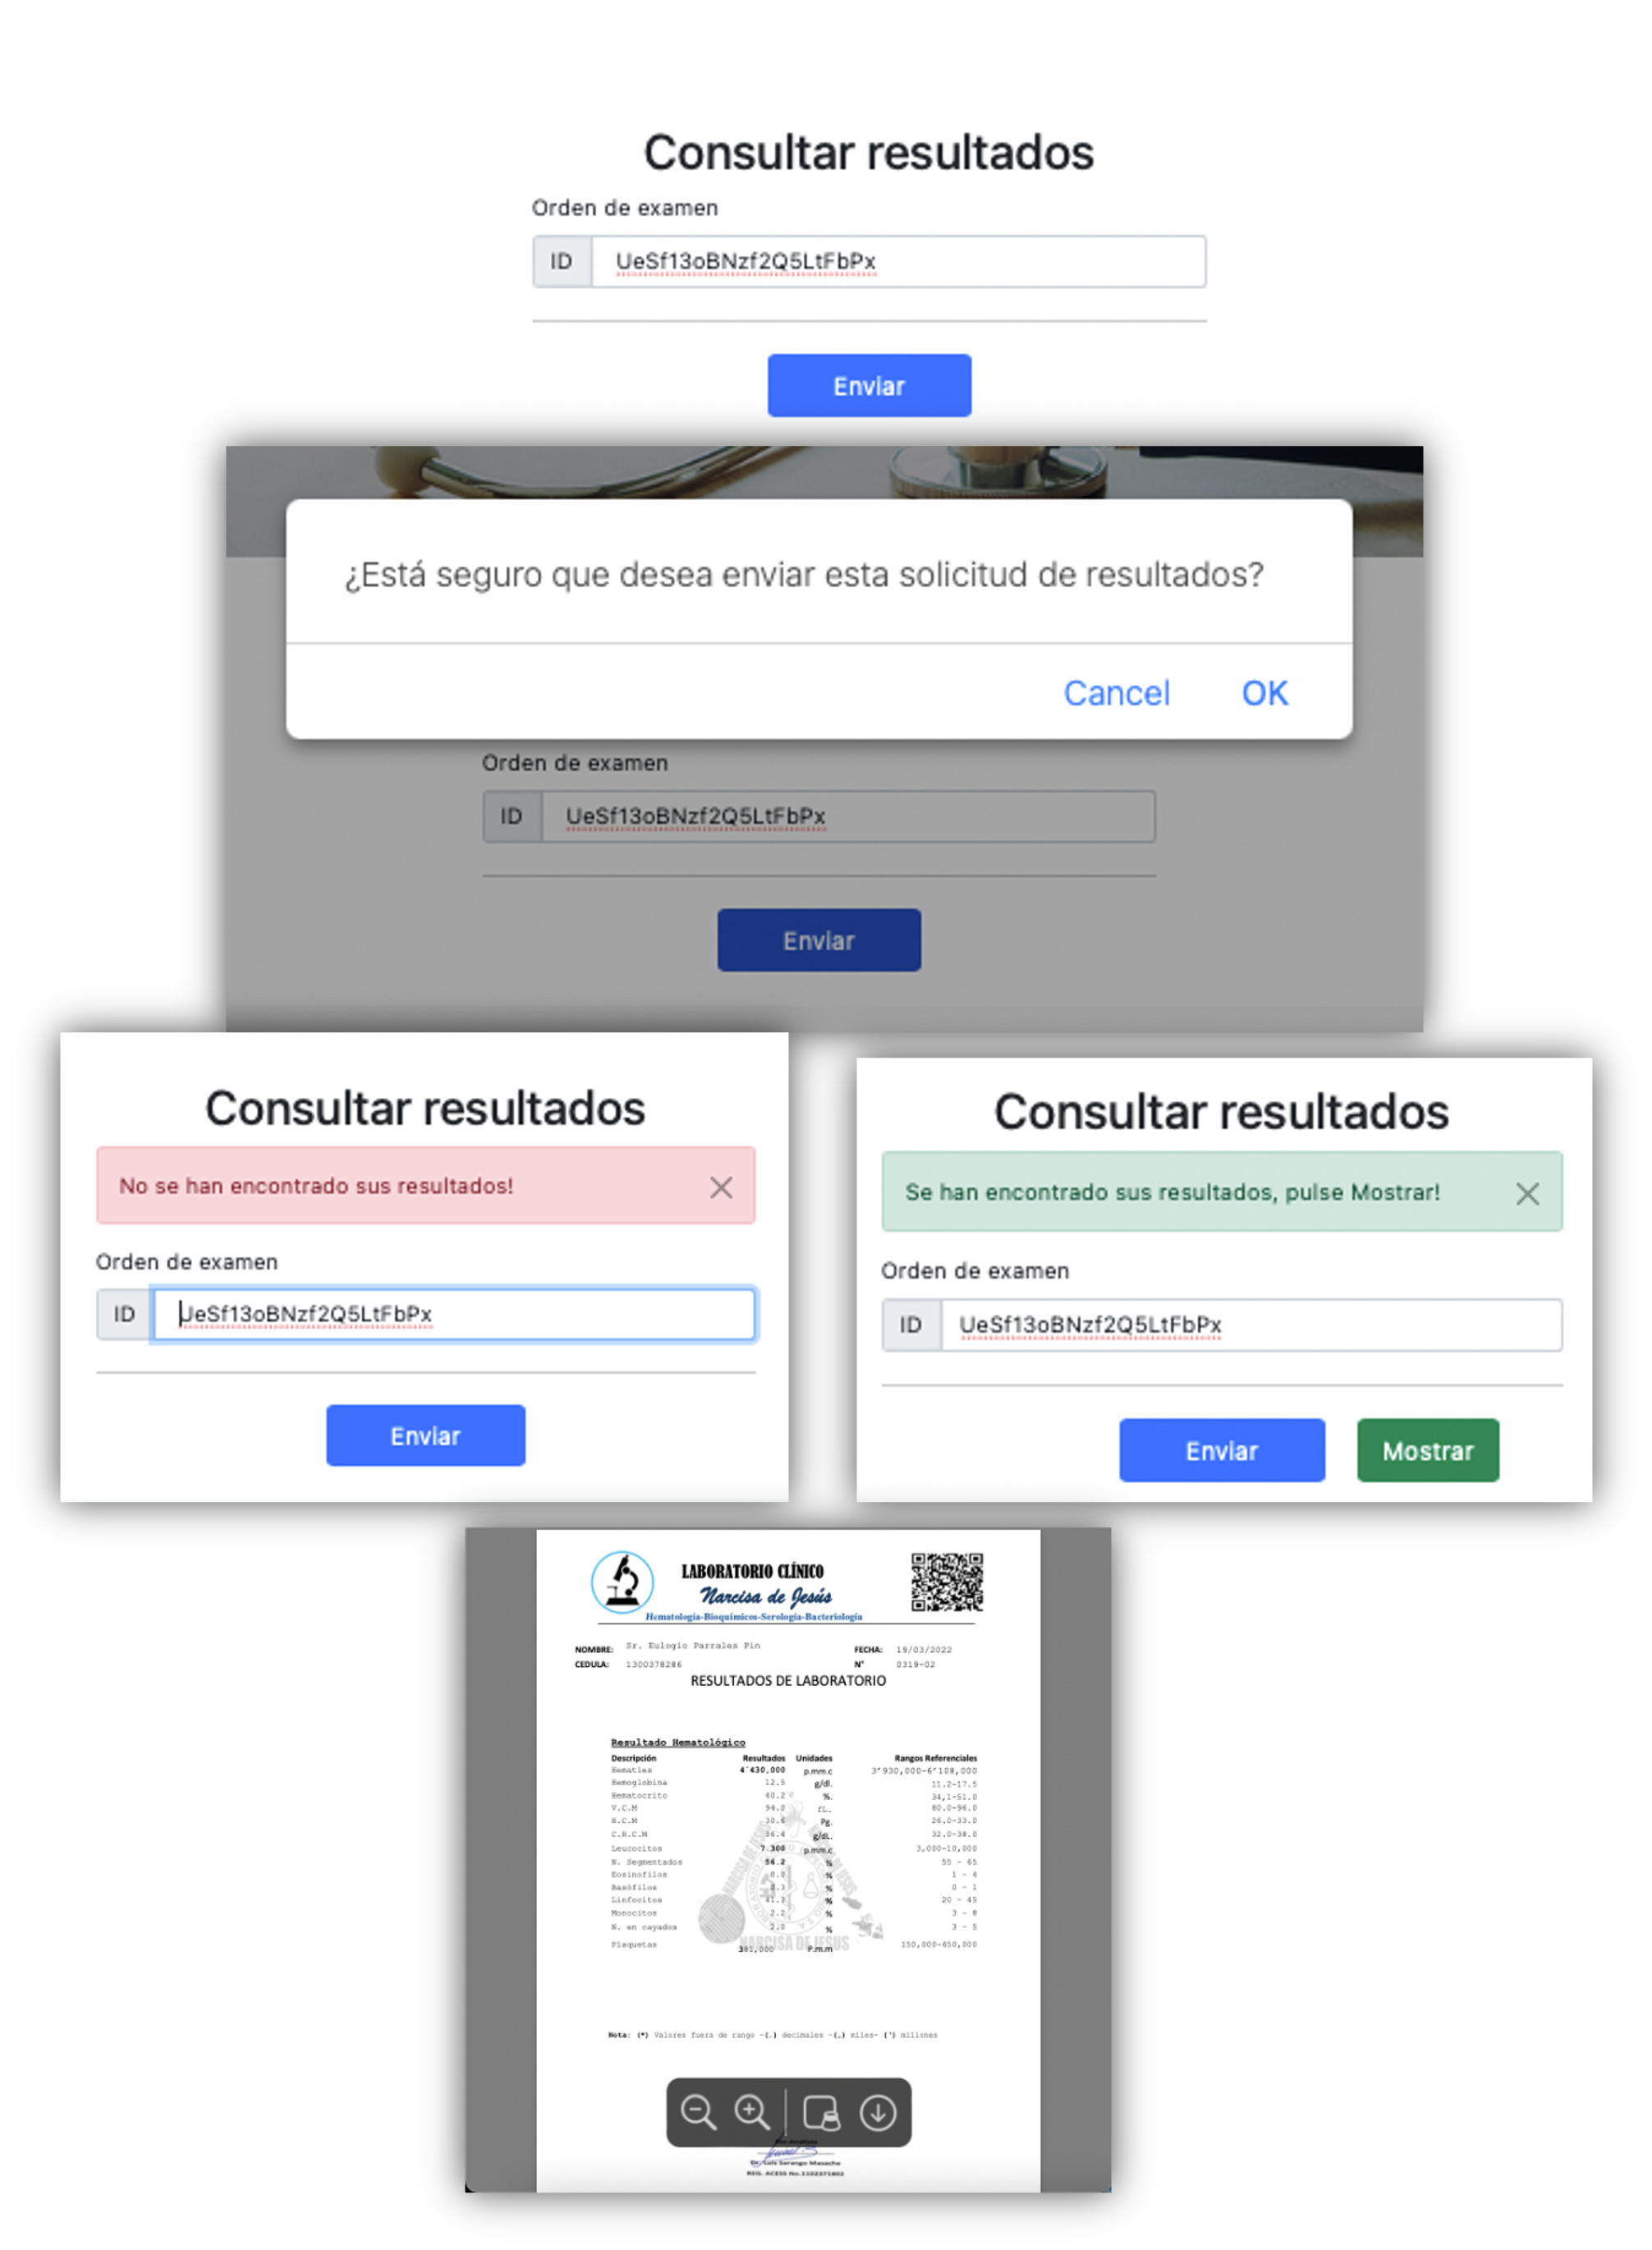 Consultar resultados
Orden de examen
ID UeSf13oBNzf2Q5LtFbPx
Enviar
¿Está seguro que desea enviar esta solicitud de resultados?
Cancel OK
Orden de examen
ID UeSf13oBNzf2Q5LtFbPx
Enviar
Consultar resultados
No se han encontrado sus resultados!
Orden de examen
ID UeSf13oBNzf2Q5LtFbPx
Enviar
Consultar resultados
Se han encontrado sus resultados, pulse Mostrar!
Orden de examen
ID UeSf13oBNzf2Q5LtFbPx
Enviar Mostrar
LABORATORIO CLÍNICO
Narcisa de Jesús
Hematología-Bioquímicos-Serología-Bacteriología
NOMBRE: Sr. Eulogio Parrales Pin FECHA: 19/03/2022
CEDULA: 1300378286 N° 0319-02
RESULTADOS DE LABORATORIO
Resultado Hematológico
Descripción Resultados Unidades Rangos Referenciales
Hematíes 4'430,000 p.mm.c 3'930,000-6'108,000
Hemoglobina 12.5 g/dl. 11.2-17.5
Hematocrito 40.2 %. 34,1-51.0
V.C.M 94.0 fL. 80.0-96.0
H.C.M 30.6 Pg. 26.0-33.0
C.H.C.M 36.4 g/dL. 32.0-38.0
Leucocitos 7.300 p.mm.c 3,000-10,000
N. Segmentados 56.2 % 55 - 65
Eosinofilos 0.0 % 1 - 4
Basófilos 0.3 % 0 - 1
Linfocitos 41.3 % 20 - 45
Monocitos 2.2 % 3 - 8
N. en cayados 2.0 % 3 - 5
Plaquetas 381,000 P.m.m 150,000-450,000
NARCISA DE JESUS
Nota: (*) Valores fuera de rango -(.) decimales -(,) miles- (') millones
Dr. Luis Sarango Masache
REG. ACESS No.